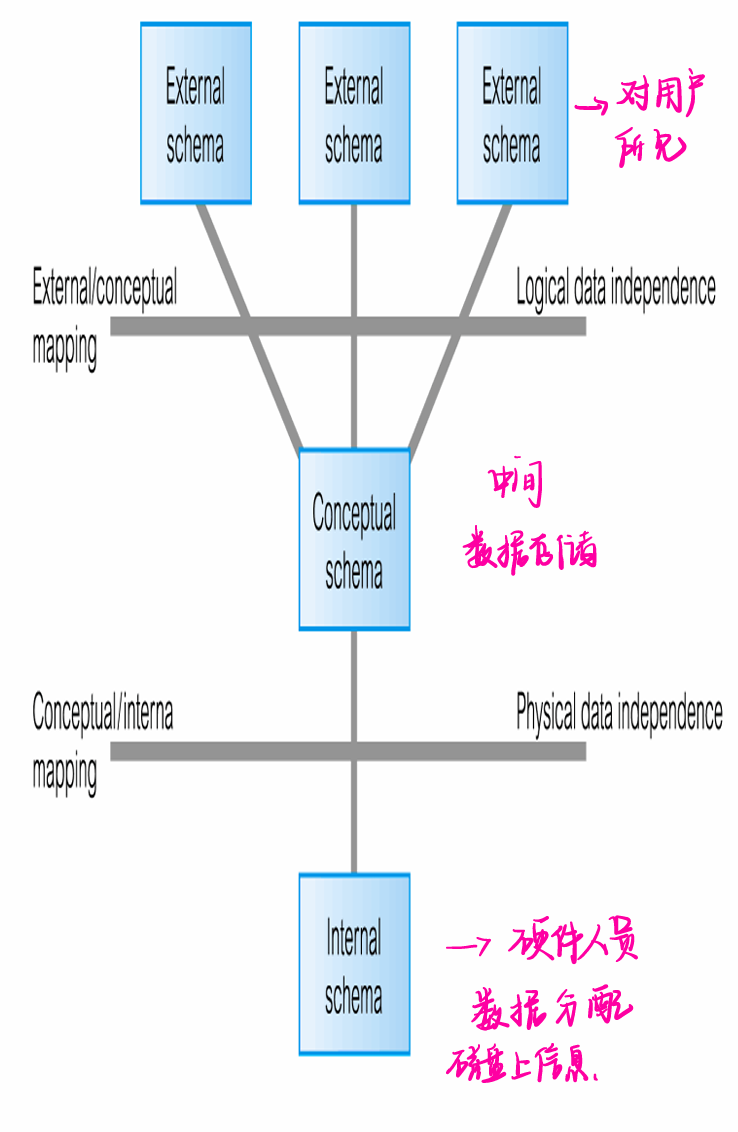 External
schema
External
schema
External
schema
→ 对用户
所见
External/conceptual
mapping
Logical data independence
Conceptual
schema
中间
数据存储
Conceptual/interna
mapping
Physical data independence
Internal
schema
→ 硬件人员
数据分配
磁盘上信息.